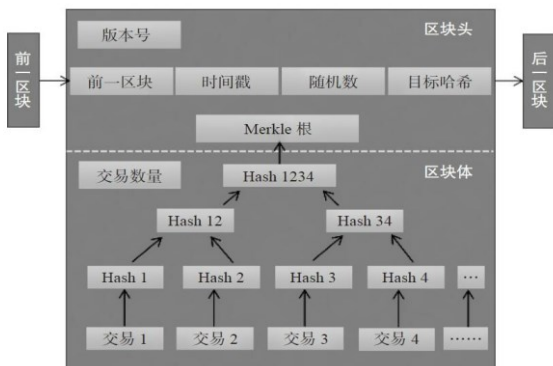 前一区块
区块头
版本号
前一区块 时间戳 随机数 目标哈希
Merkle 根
后一区块
区块体
交易数量
Hash 1234
Hash 12 Hash 34
Hash 1 Hash 2 Hash 3 Hash 4 …
交易 1 交易 2 交易 3 交易 4 ……